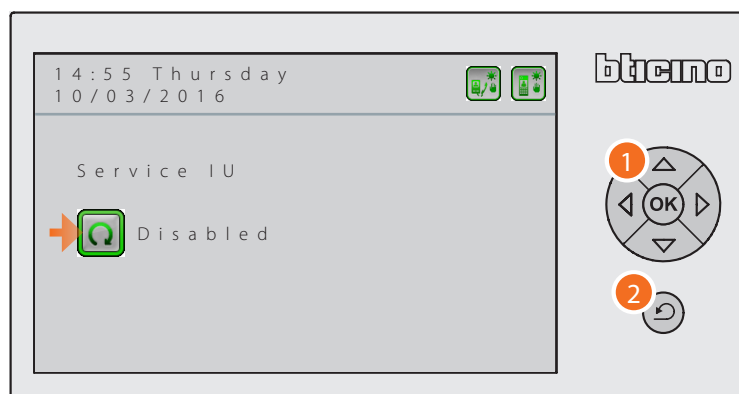 14:55 Thursday
10/03/2016
bticino
Service IU
Disabled
1
OK
2